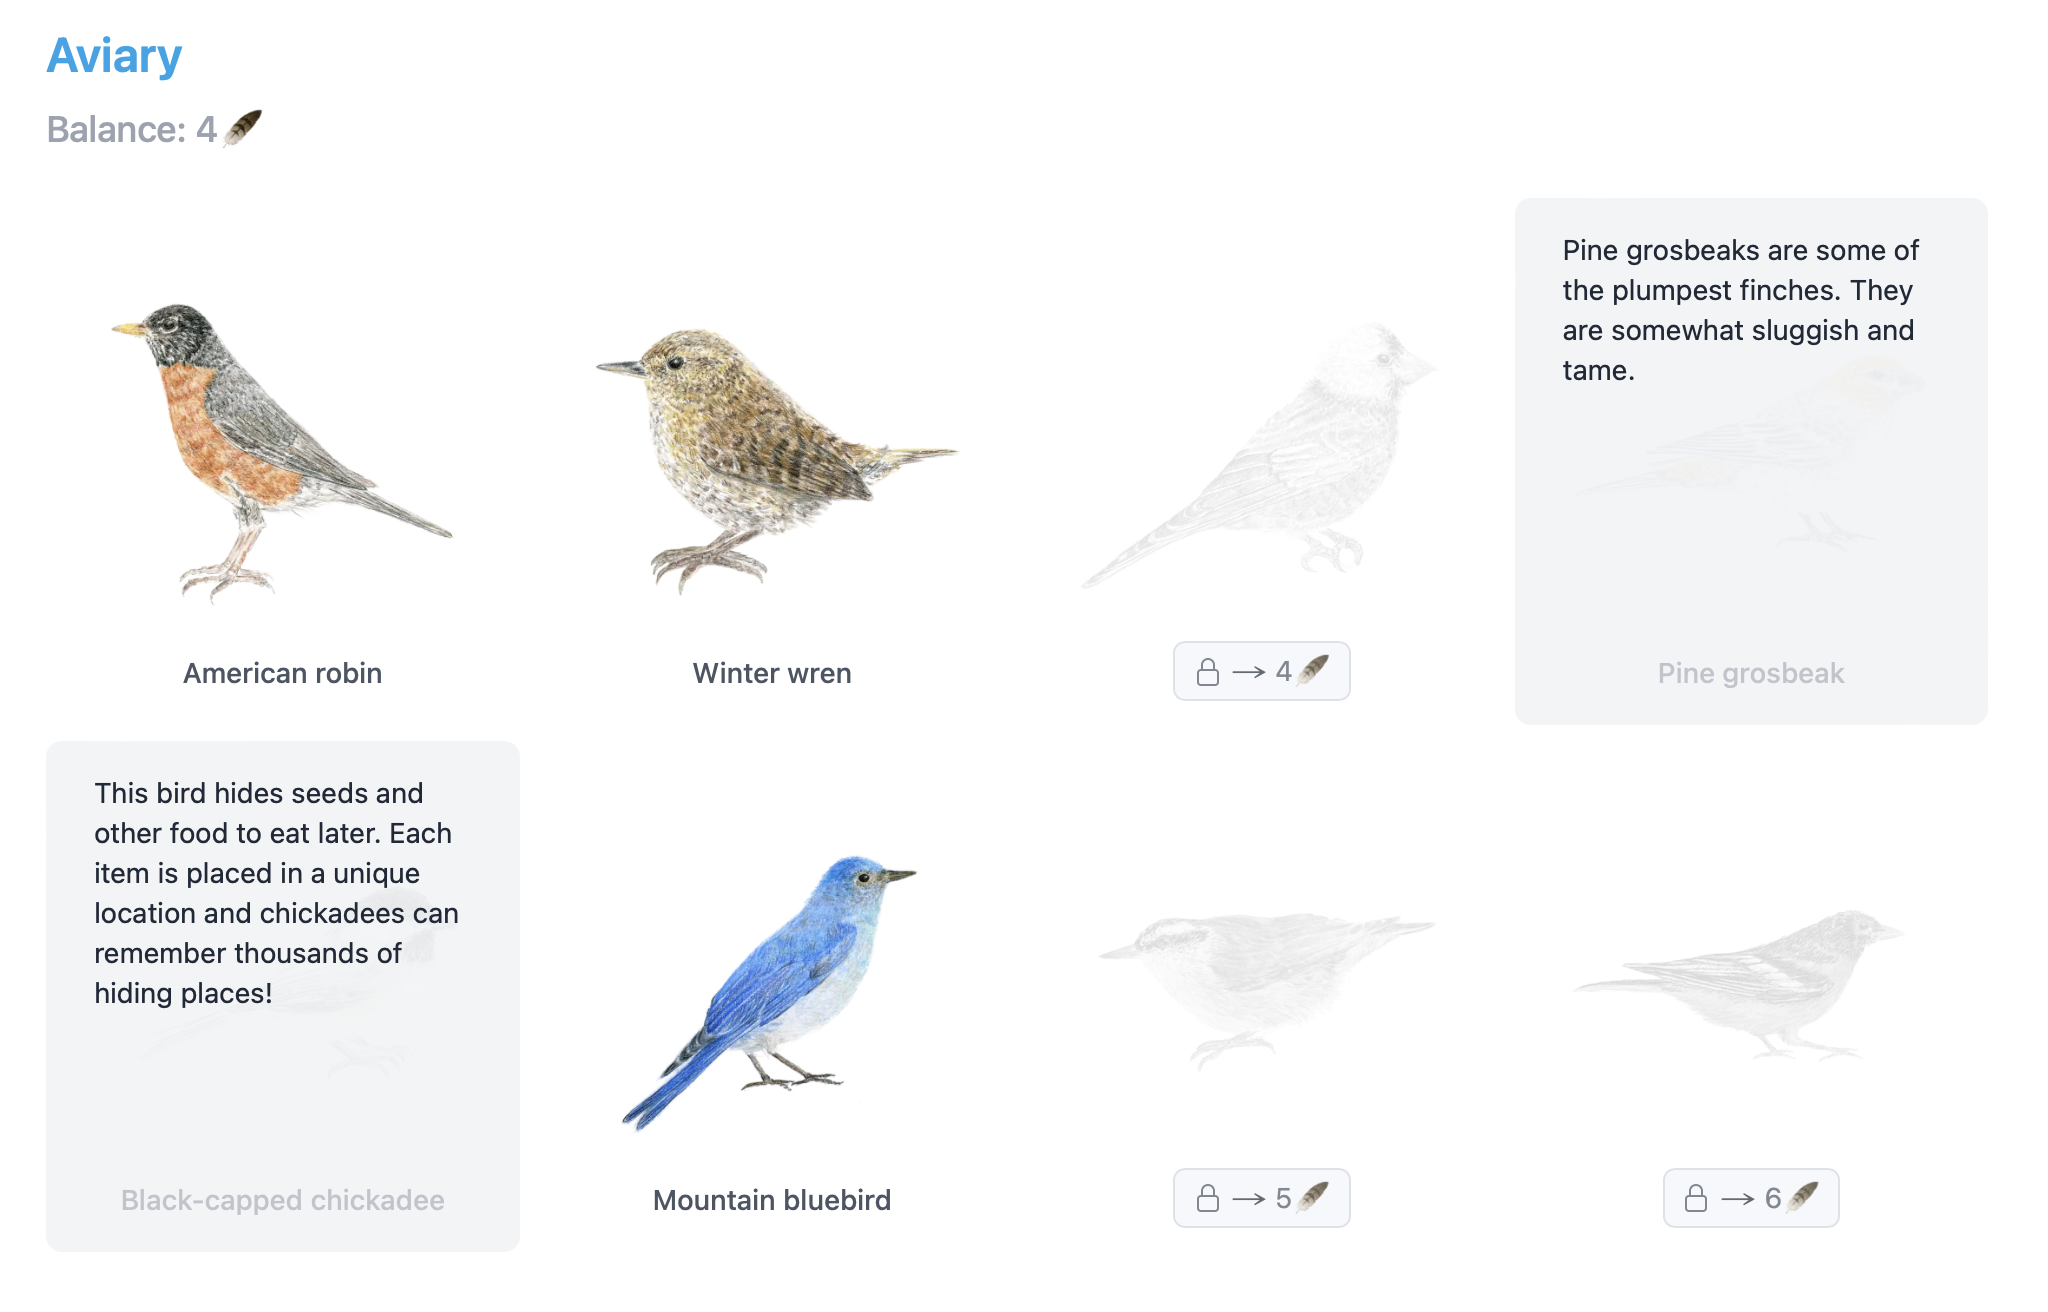 Aviary
Balance: 4
Pine grosbeaks are some of
the plumpest finches. They
are somewhat sluggish and
tame.
American robin
Winter wren
→ 4
Pine grosbeak
This bird hides seeds and
other food to eat later. Each
item is placed in a unique
location and chickadees can
remember thousands of
hiding places!
Black-capped chickadee
Mountain bluebird
→ 5
→ 6